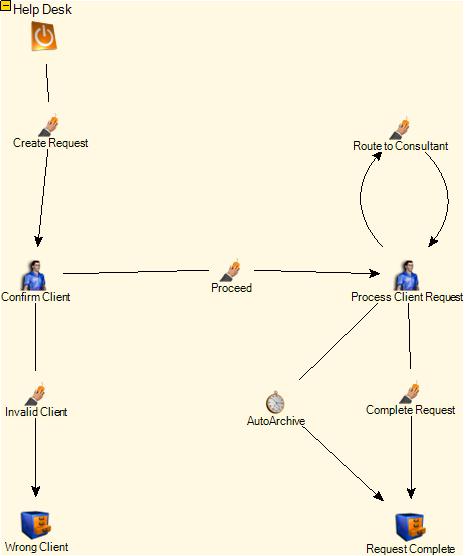 Help Desk
Create Request
Route to Consultant
Confirm Client
Proceed
Process Client Request
Invalid Client
AutoArchive
Complete Request
Wrong Client
Request Complete